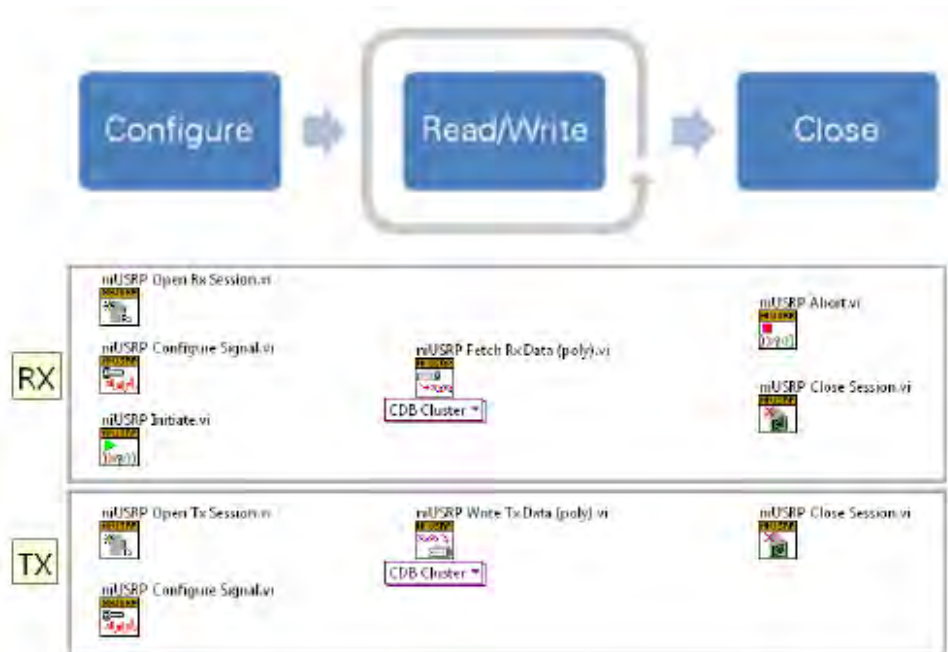 Configure
Read/Write
Close
RX
niUSRP Open Rx Session.vi
niUSRP Configure Signal.vi
niUSRP Initiate.vi
niUSRP Fetch Rx Data (poly).vi
CDB Cluster
niUSRP Abort.vi
niUSRP Close Session.vi
TX
niUSRP Open Tx Session.vi
niUSRP Configure Signal.vi
niUSRP Write Tx Data (poly).vi
CDB Cluster
niUSRP Close Session.vi